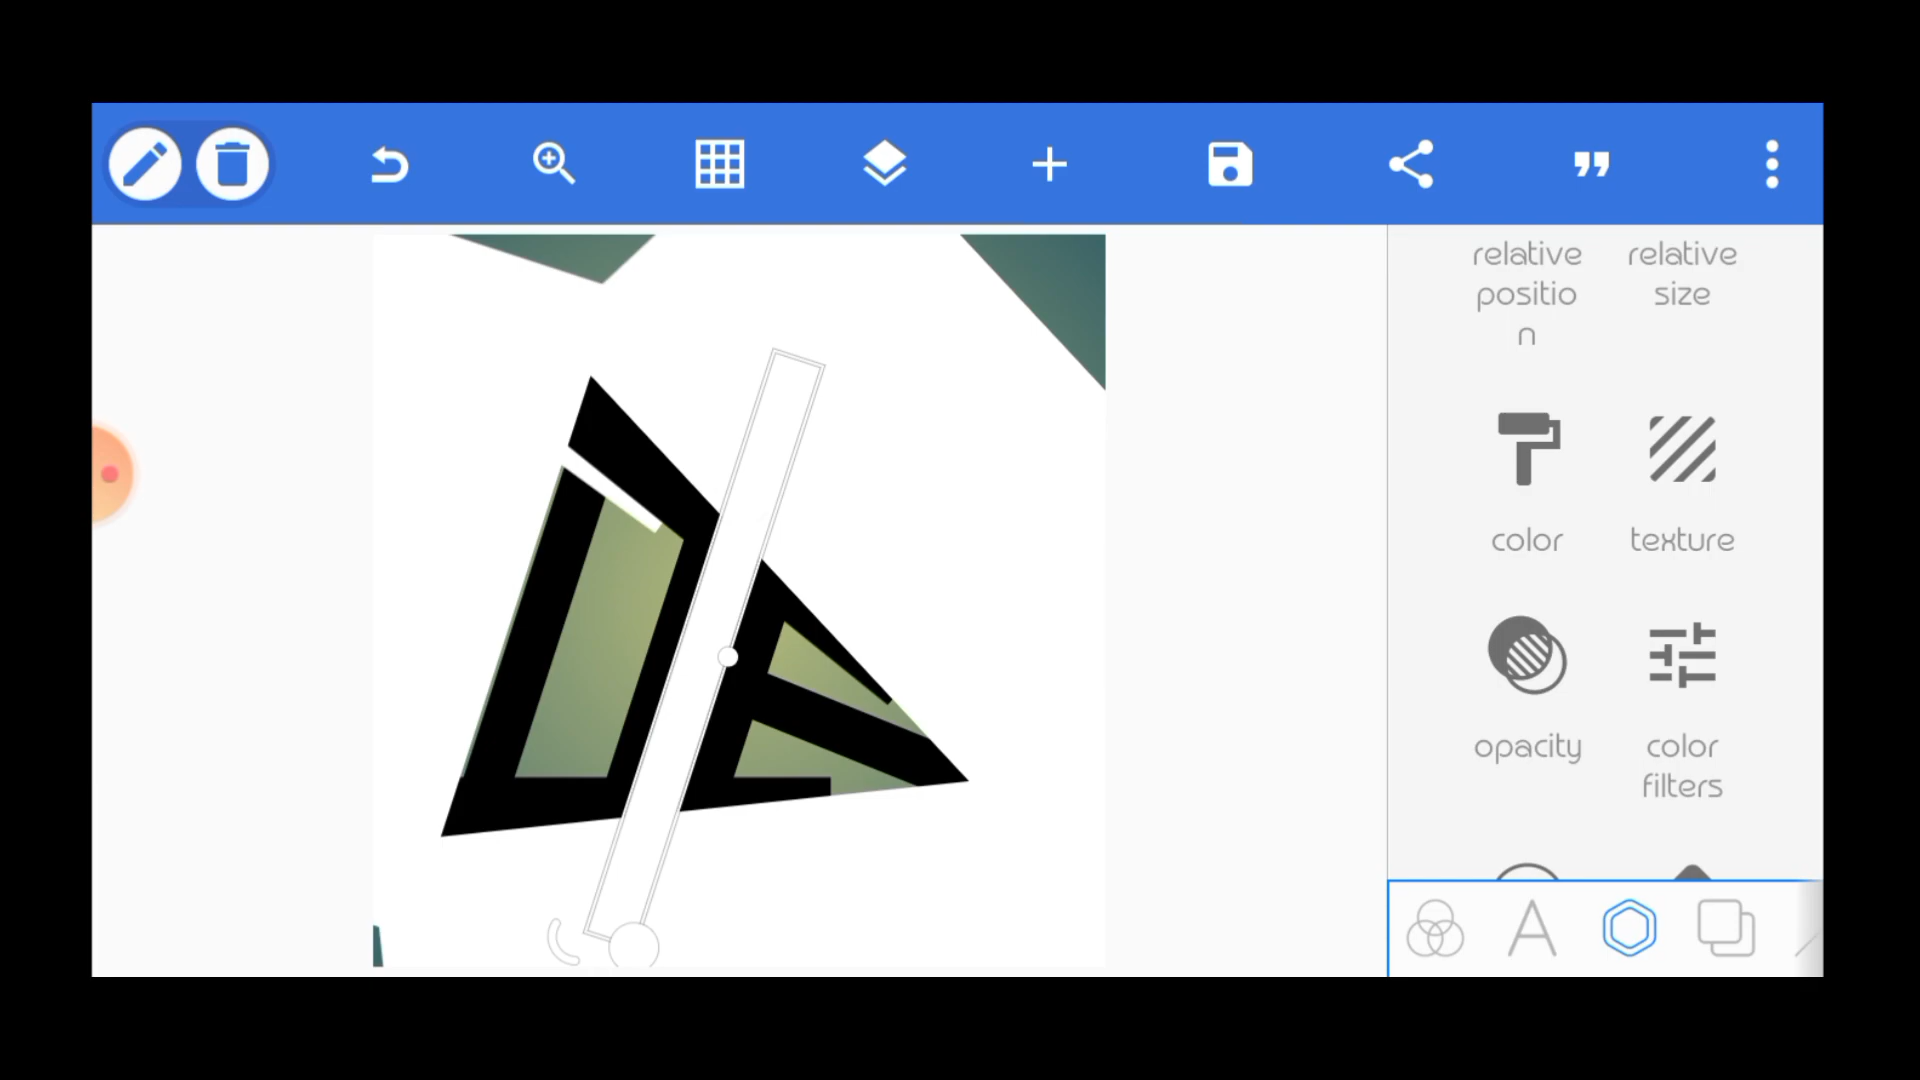 relative
positio
n
relative
size
color
texture
opacity
color
filters